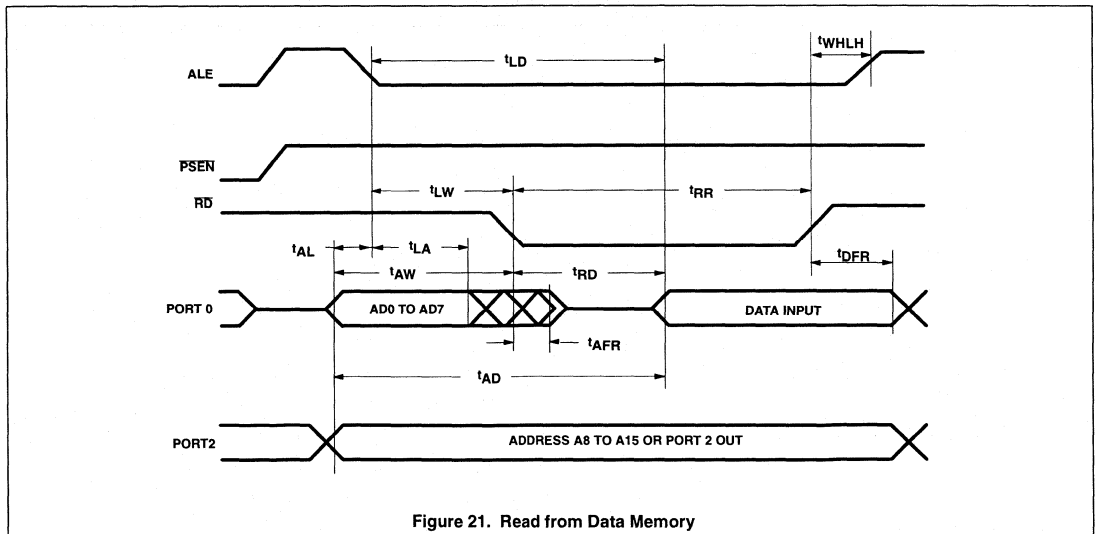 tWHLH
tLD
ALE
PSEN
tLW
tRR
RD
tAL
tLA
tDFR
tAW
tRD
PORT 0
AD0 TO AD7
DATA INPUT
tAFR
tAD
PORT2
ADDRESS A8 TO A15 OR PORT 2 OUT
Figure 21. Read from Data Memory